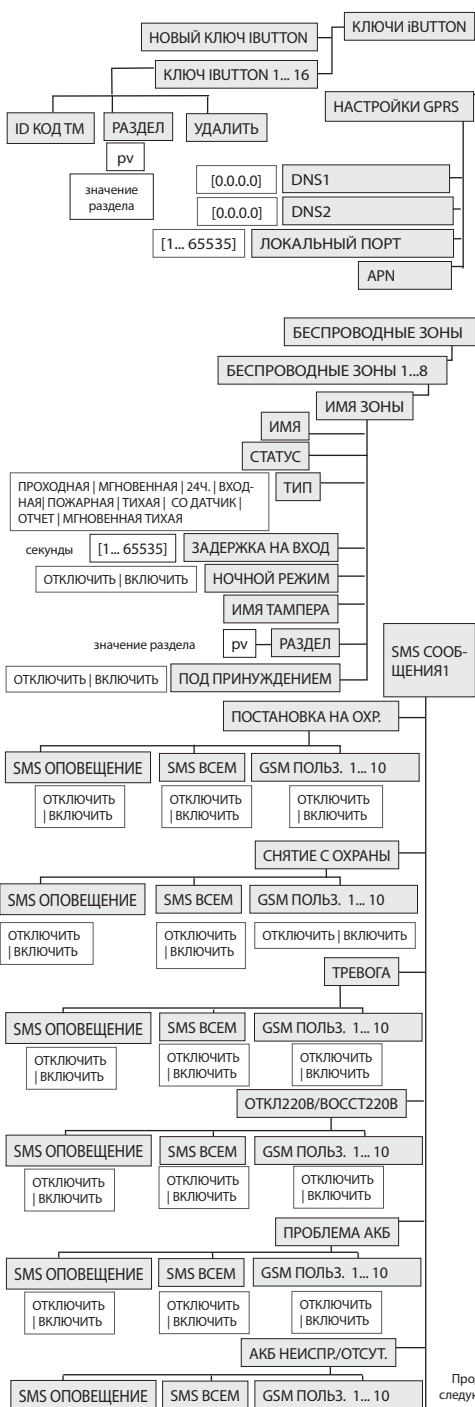 КЛЮЧИ iBUTTON
НОВЫЙ КЛЮЧ IBUTTON
КЛЮЧ IBUTTON 1... 16
ID КОД ТМ
РАЗДЕЛ
УДАЛИТЬ
pv
значение
раздела
НАСТРОЙКИ GPRS
[0.0.0.0]
DNS1
[0.0.0.0]
DNS2
[1... 65535]
ЛОКАЛЬНЫЙ ПОРТ
APN
БЕСПРОВОДНЫЕ ЗОНЫ
БЕСПРОВОДНЫЕ ЗОНЫ 1...8
ИМЯ ЗОНЫ
ИМЯ
СТАТУС
ТИП
ПРОХОДНАЯ | МГНОВЕННАЯ | 24Ч. | ВХОД-
НАЯ| ПОЖАРНАЯ | ТИХАЯ | СО ДАТЧИК |
ОТЧЕТ | МГНОВЕННАЯ ТИХАЯ
секунды
[1... 65535]
ЗАДЕРЖКА НА ВХОД
ОТКЛЮЧИТЬ | ВКЛЮЧИТЬ
НОЧНОЙ РЕЖИМ
ИМЯ ТАМПЕРА
значение раздела
pv
РАЗДЕЛ
ОТКЛЮЧИТЬ | ВКЛЮЧИТЬ
ПОД ПРИНУЖДЕНИЕМ
SMS СООБ-
ЩЕНИЯ1
ПОСТАНОВКА НА ОХР.
SMS ОПОВЕЩЕНИЕ
SMS ВСЕМ
GSM ПОЛЬЗ. 1... 10
ОТКЛЮЧИТЬ
| ВКЛЮЧИТЬ
ОТКЛЮЧИТЬ
| ВКЛЮЧИТЬ
ОТКЛЮЧИТЬ
| ВКЛЮЧИТЬ
СНЯТИЕ С ОХРАНЫ
SMS ОПОВЕЩЕНИЕ
SMS ВСЕМ
GSM ПОЛЬЗ. 1... 10
ОТКЛЮЧИТЬ
| ВКЛЮЧИТЬ
ОТКЛЮЧИТЬ
| ВКЛЮЧИТЬ
ОТКЛЮЧИТЬ | ВКЛЮЧИТЬ
ТРЕВОГА
SMS ОПОВЕЩЕНИЕ
SMS ВСЕМ
GSM ПОЛЬЗ. 1... 10
ОТКЛЮЧИТЬ
| ВКЛЮЧИТЬ
ОТКЛЮЧИТЬ
| ВКЛЮЧИТЬ
ОТКЛЮЧИТЬ
| ВКЛЮЧИТЬ
ОТКЛ220В/ВОССТ220В
SMS ОПОВЕЩЕНИЕ
SMS ВСЕМ
GSM ПОЛЬЗ. 1... 10
ОТКЛЮЧИТЬ
| ВКЛЮЧИТЬ
ОТКЛЮЧИТЬ
| ВКЛЮЧИТЬ
ОТКЛЮЧИТЬ
| ВКЛЮЧИТЬ
ПРОБЛЕМА АКБ
SMS ОПОВЕЩЕНИЕ
SMS ВСЕМ
GSM ПОЛЬЗ. 1... 10
ОТКЛЮЧИТЬ
| ВКЛЮЧИТЬ
ОТКЛЮЧИТЬ
| ВКЛЮЧИТЬ
ОТКЛЮЧИТЬ
| ВКЛЮЧИТЬ
АКБ НЕИСПР./ОТСУТ.
SMS ОПОВЕЩЕНИЕ
SMS ВСЕМ
GSM ПОЛЬЗ. 1... 10